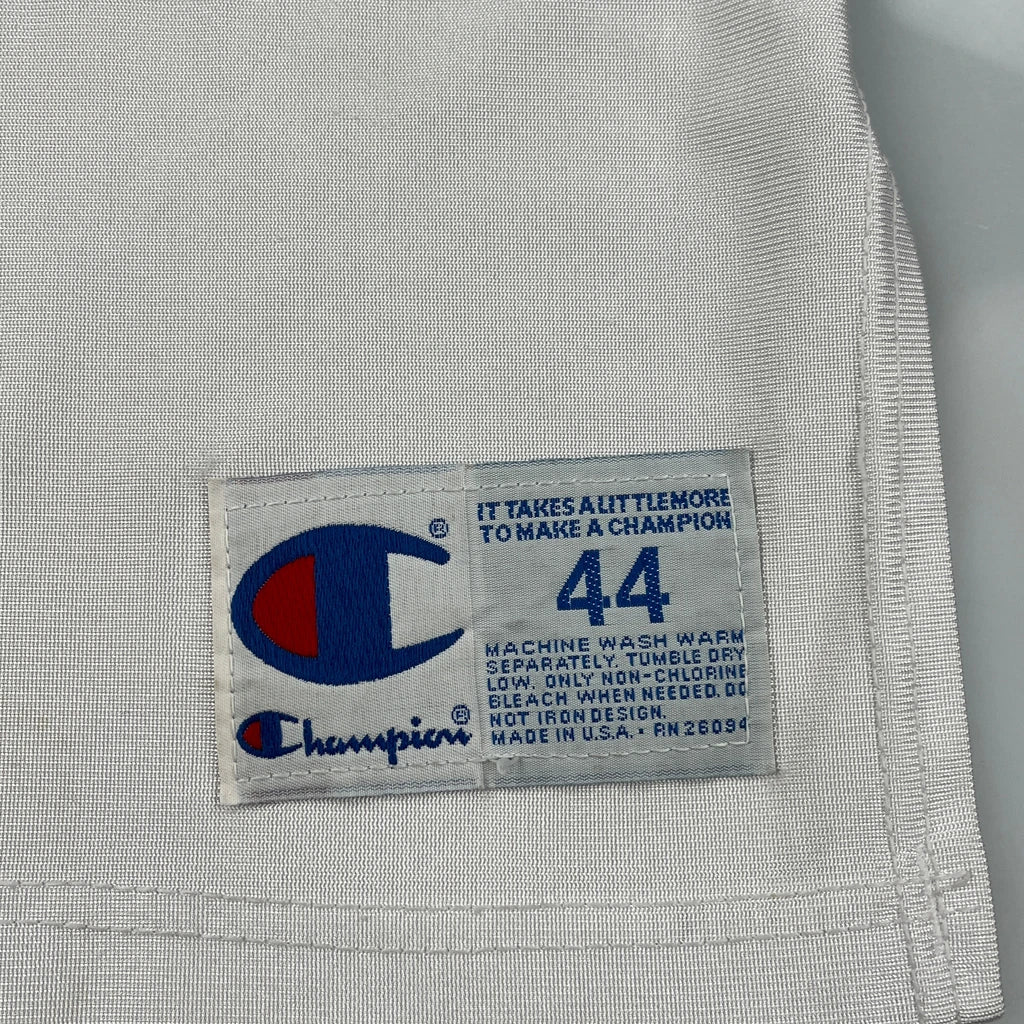 ®
Champion®
IT TAKES A LITTLE MORE
TO MAKE A CHAMPION
44
MACHINE WASH WARM
SEPARATELY. TUMBLE DRY
LOW. ONLY NON-CHLORINE
BLEACH WHEN NEEDED. DO
NOT IRON DESIGN.
MADE IN U.S.A. • RN 26094